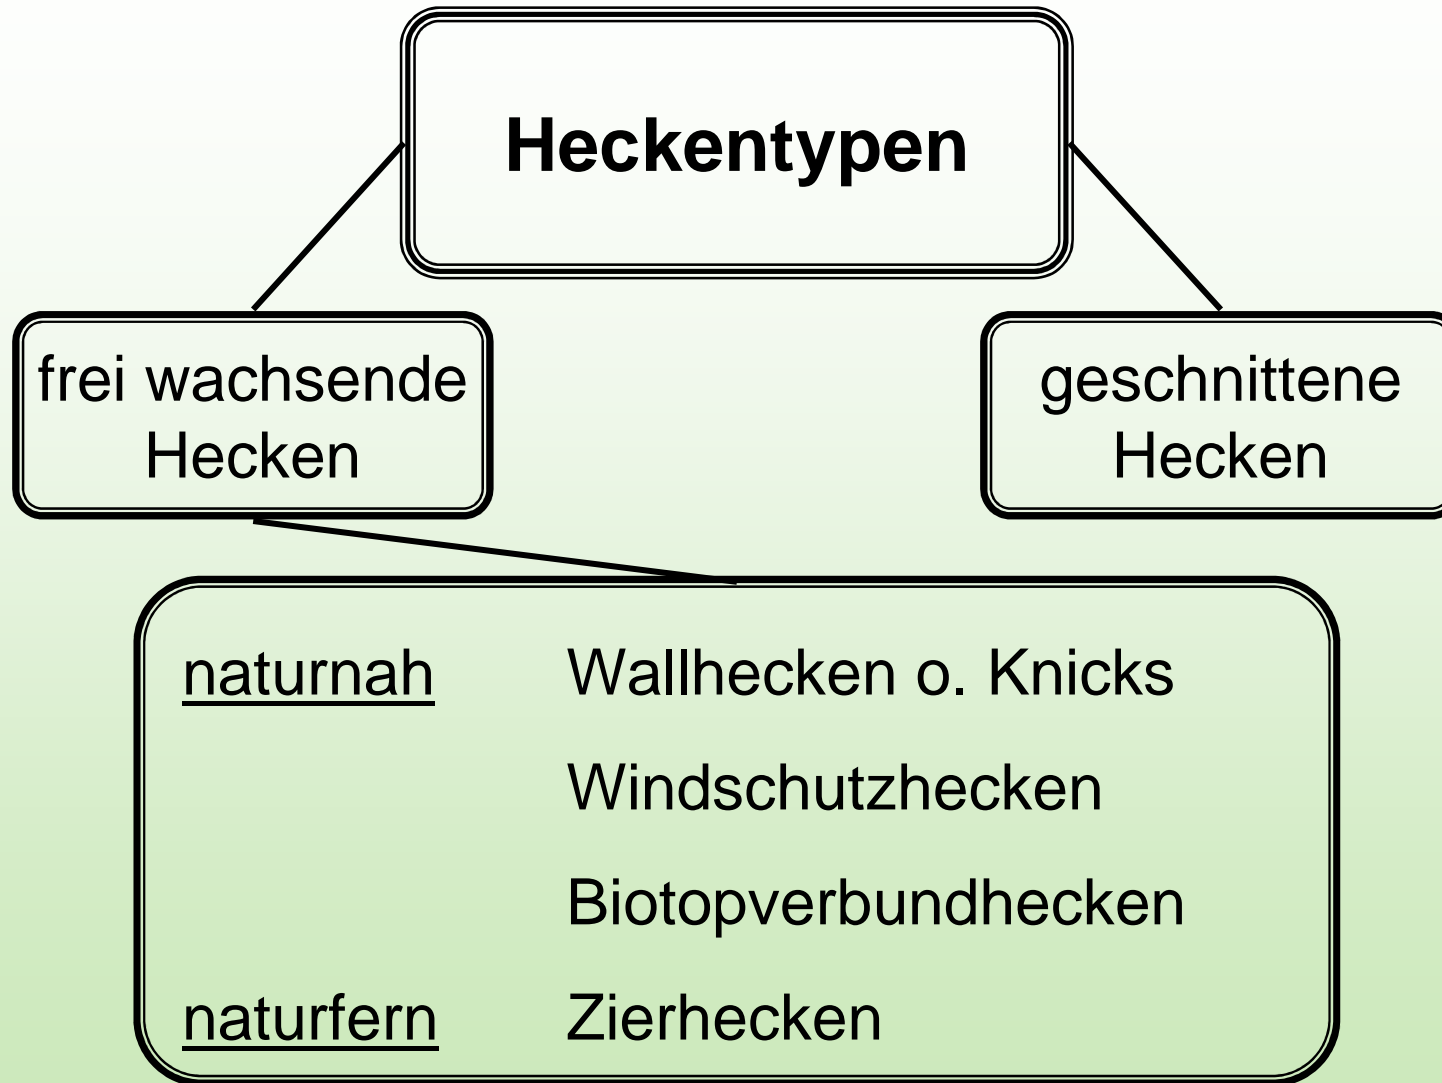 Heckentypen
frei wachsende
Hecken
geschnittene
Hecken
naturnah Wallhecken o. Knicks
Windschutzhecken
Biotopverbundhecken
naturfern Zierhecken